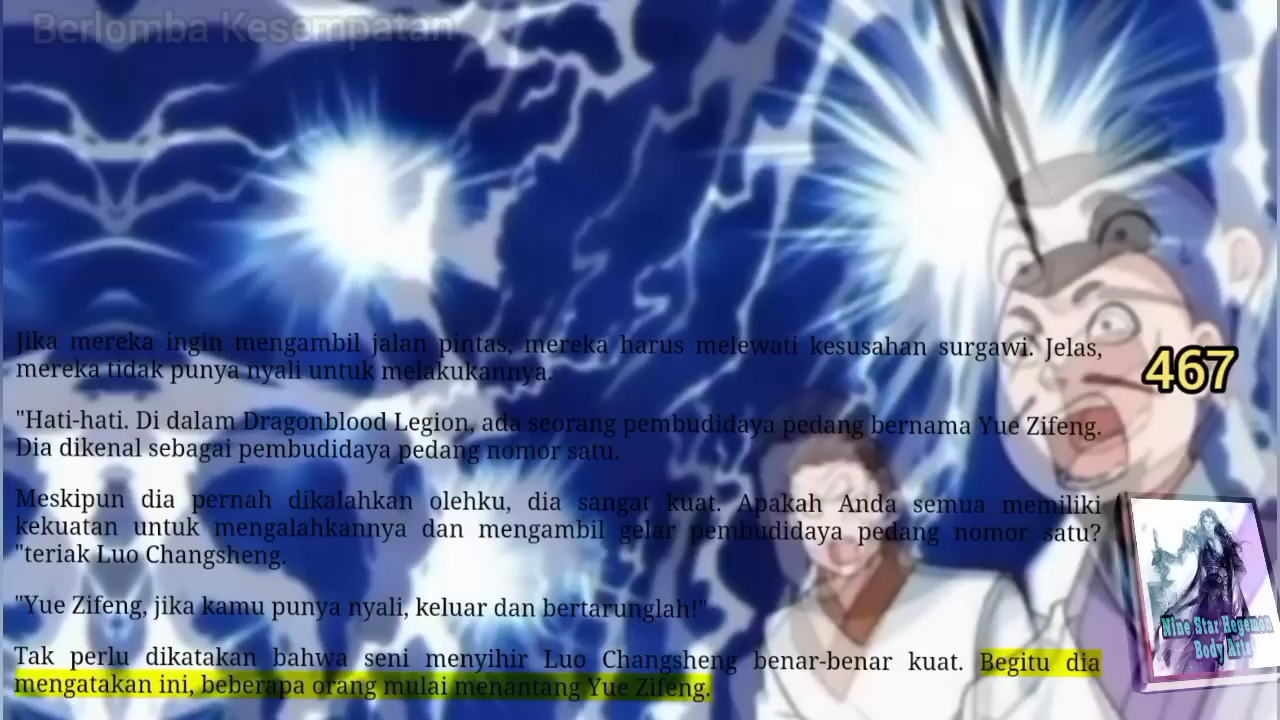 Berlomba Kesempatan
Jika mereka ingin mengambil jalan pintas, mereka harus melewati kesusahan surgawi. Jelas,
mereka tidak punya nyali untuk melakukannya.
"Hati-hati. Di dalam Dragonblood Legion, ada seorang pembudidaya pedang bernama Yue Zifeng.
Dia dikenal sebagai pembudidaya pedang nomor satu.
467
Meskipun dia pernah dikalahkan olehku, dia sangat kuat. Apakah Anda semua memiliki
kekuatan untuk mengalahkannya dan mengambil gelar pembudidaya pedang nomor satu?
"teriak Luo Changsheng.
"Yue Zifeng, jika kamu punya nyali, keluar dan bertarunglah!"
Tak perlu dikatakan bahwa seni menyihir Luo Changsheng benar-benar kuat. Begitu dia
mengatakan ini, beberapa orang mulai menantang Yue Zifeng.
Nine Star Hegemon
Body Arts